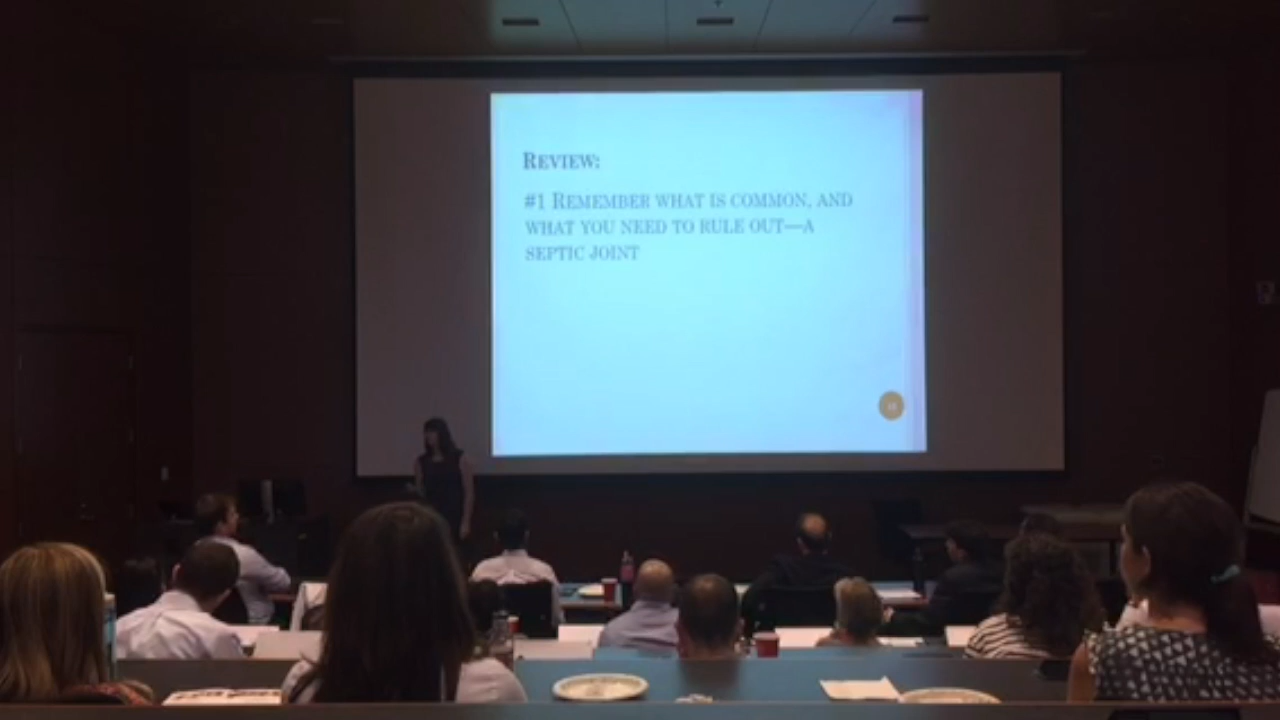 REVIEW:
#1 REMEMBER WHAT IS COMMON, AND
WHAT YOU NEED TO RULE OUT—A
SEPTIC JOINT